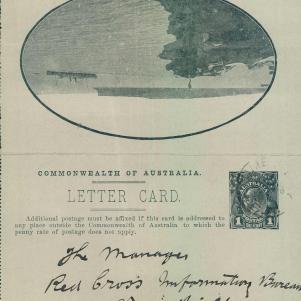 COMMONWEALTH OF AUSTRALIA.
LETTER CARD.
Additional postage must be affixed if this card is addressed to
any place outside the Commonwealth of Australia to which the
penny rate of postage does not apply.
1 1
The Manager
Red Cross Information Bureau